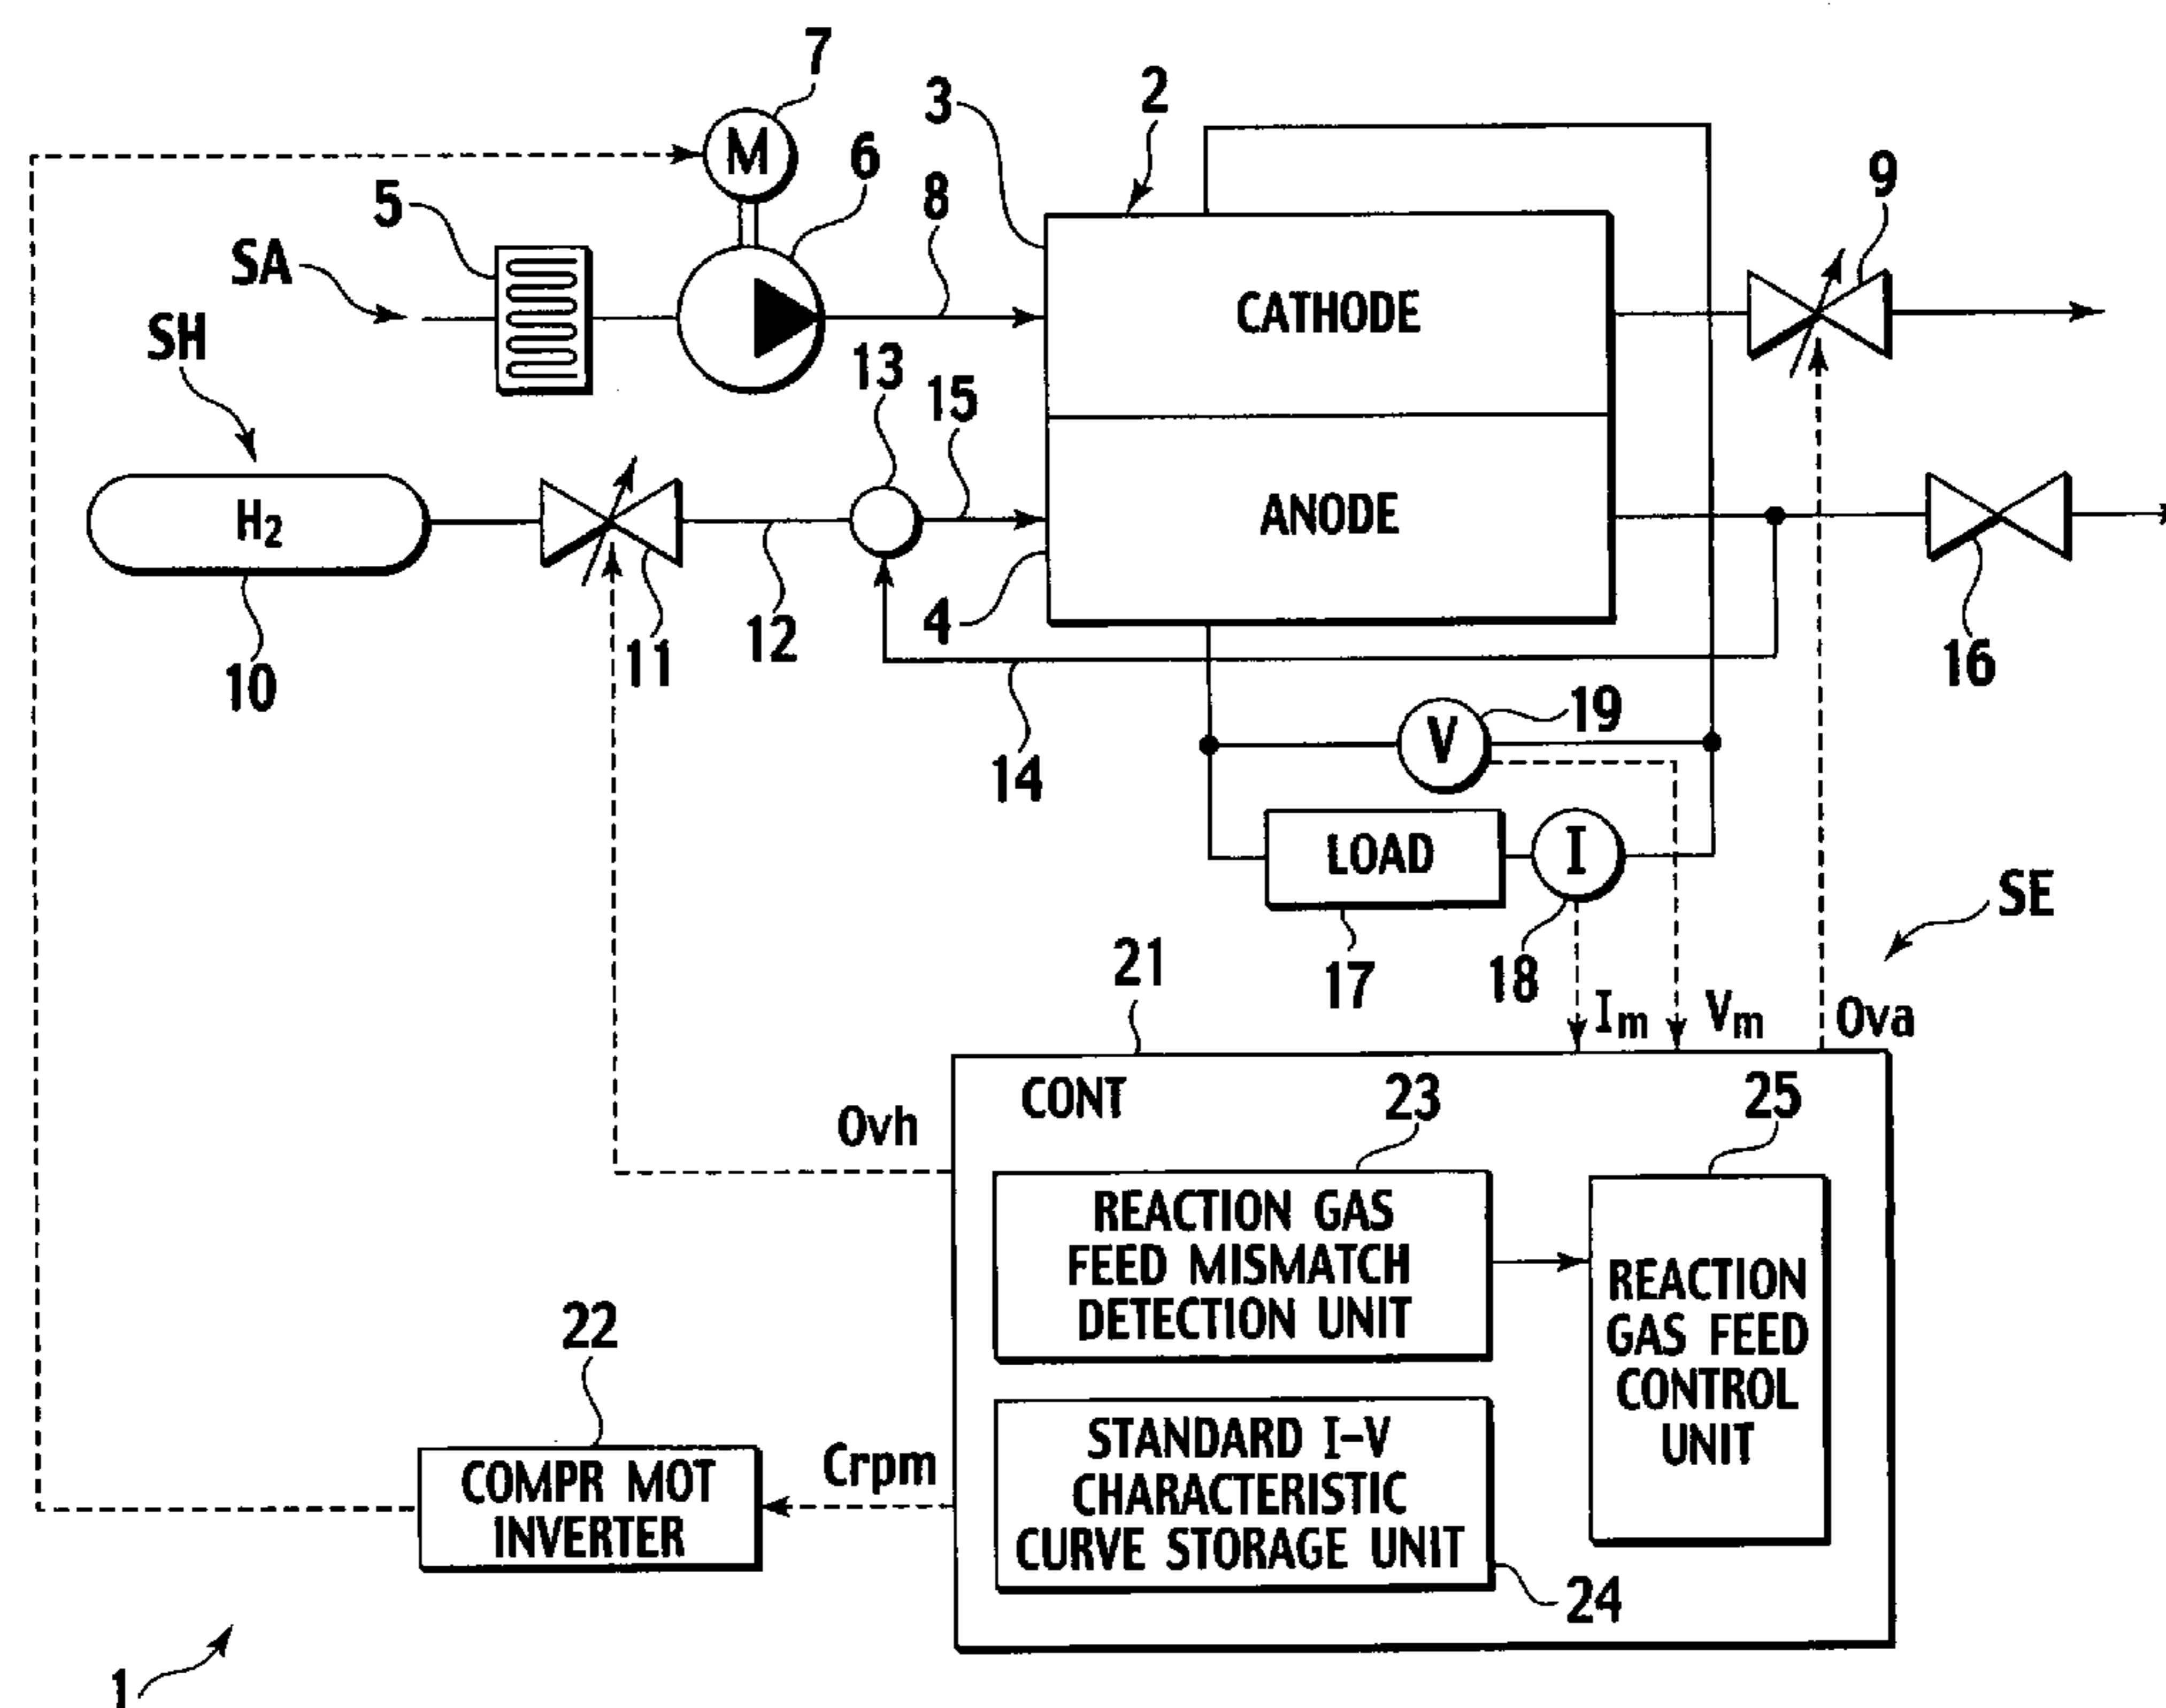 7
M
3
2
6
9
5
8
SA
CATHODE
SH
13
15
H2
ANODE
10
11
12
4
16
14
V
19
LOAD
I
SE
17
18
21
Im
Vm
Ova
CONT
23
25
Ovh
REACTION GAS
FEED MISMATCH
DETECTION UNIT
REACTION
GAS FEED
CONTROL
UNIT
22
STANDARD I-V
CHARACTERISTIC
CURVE STORAGE UNIT
Crpm
COMPR MOT
INVERTER
24
1